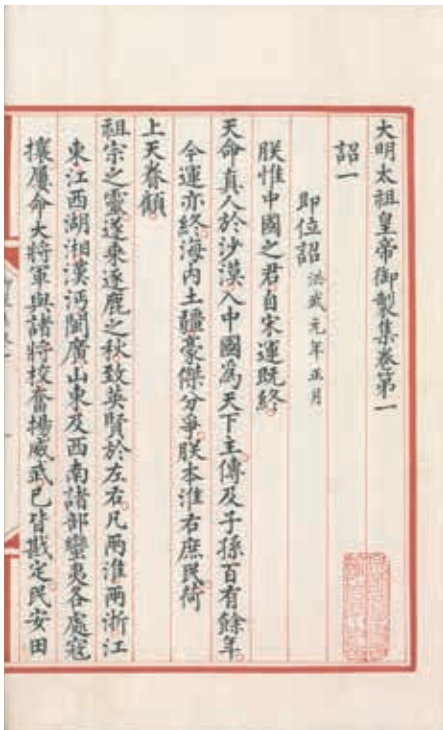 大明太祖皇帝御製集卷第一
詔一
即位詔 洪武元年正月
朕惟中國之君自宋運既終
天命真人於沙漠入中國為天下主傳及子孫百有餘年
今運亦終海內土疆豪傑分爭朕本淮右庶民荷
上天眷顧
祖宗之靈遂乘逐鹿之秋致英賢於左右凡兩淮兩浙江
東江西湖湘漢沔閩廣山東及西南諸部蠻夷各處寇
攘屢命大將軍與諸將校奮揚威武已皆戡定民安田